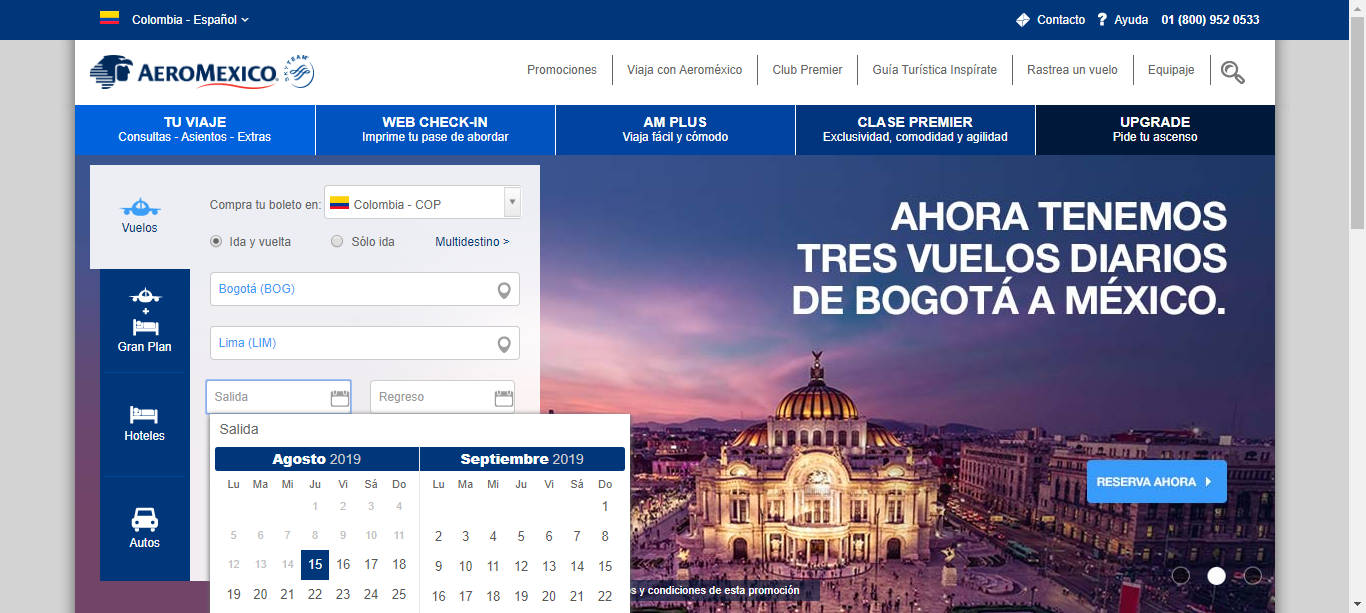 Colombia - Español
Contacto
? Ayuda
01 (800) 952 0533
AEROMEXICO.
SKYTEAM
Promociones
Viaja con Aeroméxico
Club Premier
Guía Turística Inspírate
Rastrea un vuelo
Equipaje
TU VIAJE
Consultas - Asientos - Extras
WEB CHECK-IN
Imprime tu pase de abordar
AM PLUS
Viaja fácil y cómodo
CLASE PREMIER
Exclusividad, comodidad y agilidad
UPGRADE
Pide tu ascenso
Vuelos
+
Gran Plan
Hoteles
Autos
Compra tu boleto en:
Colombia - COP
Ida y vuelta
Sólo ida
Multidestino >
Bogotá (BOG)
Lima (LIM)
Salida
Regreso
Salida
Agosto 2019
Lu Ma Mi Ju Vi Sá Do
1 2 3 4
5 6 7 8 9 10 11
12 13 14 15 16 17 18
19 20 21 22 23 24 25
Septiembre 2019
Lu Ma Mi Ju Vi Sá Do
1
2 3 4 5 6 7 8
9 10 11 12 13 14 15
16 17 18 19 20 21 22
AHORA TENEMOS
TRES VUELOS DIARIOS
DE BOGOTÁ A MÉXICO.
RESERVA AHORA
s y condiciones de esta promoción